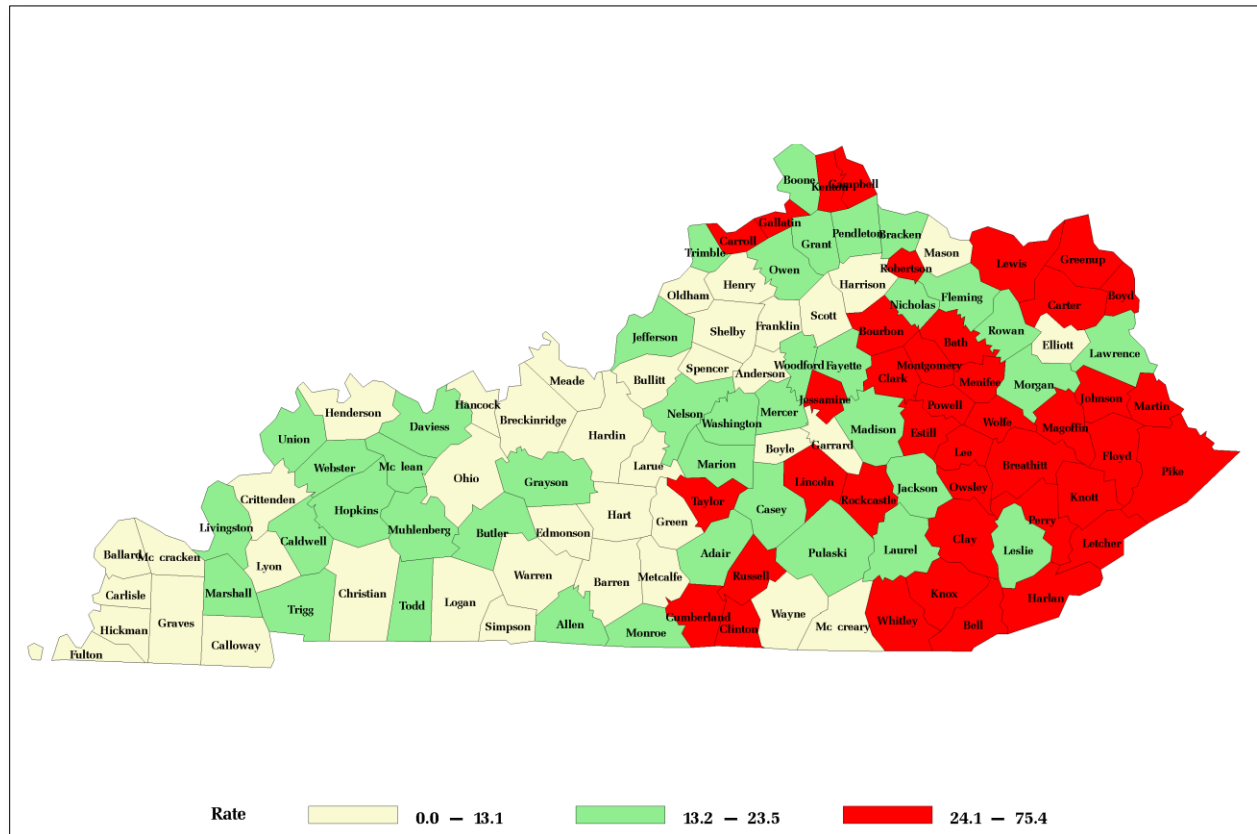 Boone
Kenton
Campbell
Gallatin
Carroll
Grant
Pendleton
Bracken
Trimble
Owen
Mason
Robertson
Lewis
Greenup
Oldham
Henry
Harrison
Nicholas
Fleming
Carter
Boyd
Jefferson
Shelby
Franklin
Scott
Bourbon
Bath
Rowan
Elliott
Lawrence
Spencer
Anderson
Woodford
Fayette
Montgomery
Clark
Menifee
Morgan
Meade
Bullitt
Jessamine
Powell
Wolfe
Magoffin
Johnson
Martin
Henderson
Hancock
Breckinridge
Nelson
Washington
Mercer
Madison
Estill
Daviess
Union
Hardin
Boyle
Garrard
Lee
Breathitt
Floyd
Pike
Webster
Mc lean
Ohio
Grayson
Larue
Marion
Lincoln
Rockcastle
Jackson
Owsley
Knott
Crittenden
Hopkins
Taylor
Casey
Livingston
Muhlenberg
Butler
Edmonson
Hart
Green
Perry
Clay
Leslie
Letcher
Caldwell
Ballard
Mc cracken
Lyon
Adair
Pulaski
Laurel
Warren
Barren
Metcalfe
Russell
Carlisle
Marshall
Christian
Todd
Logan
Trigg
Knox
Harlan
Hickman
Graves
Simpson
Allen
Monroe
Cumberland
Clinton
Wayne
Mc creary
Whitley
Bell
Calloway
Fulton
Rate 0.0 – 13.1 13.2 – 23.5 24.1 – 75.4